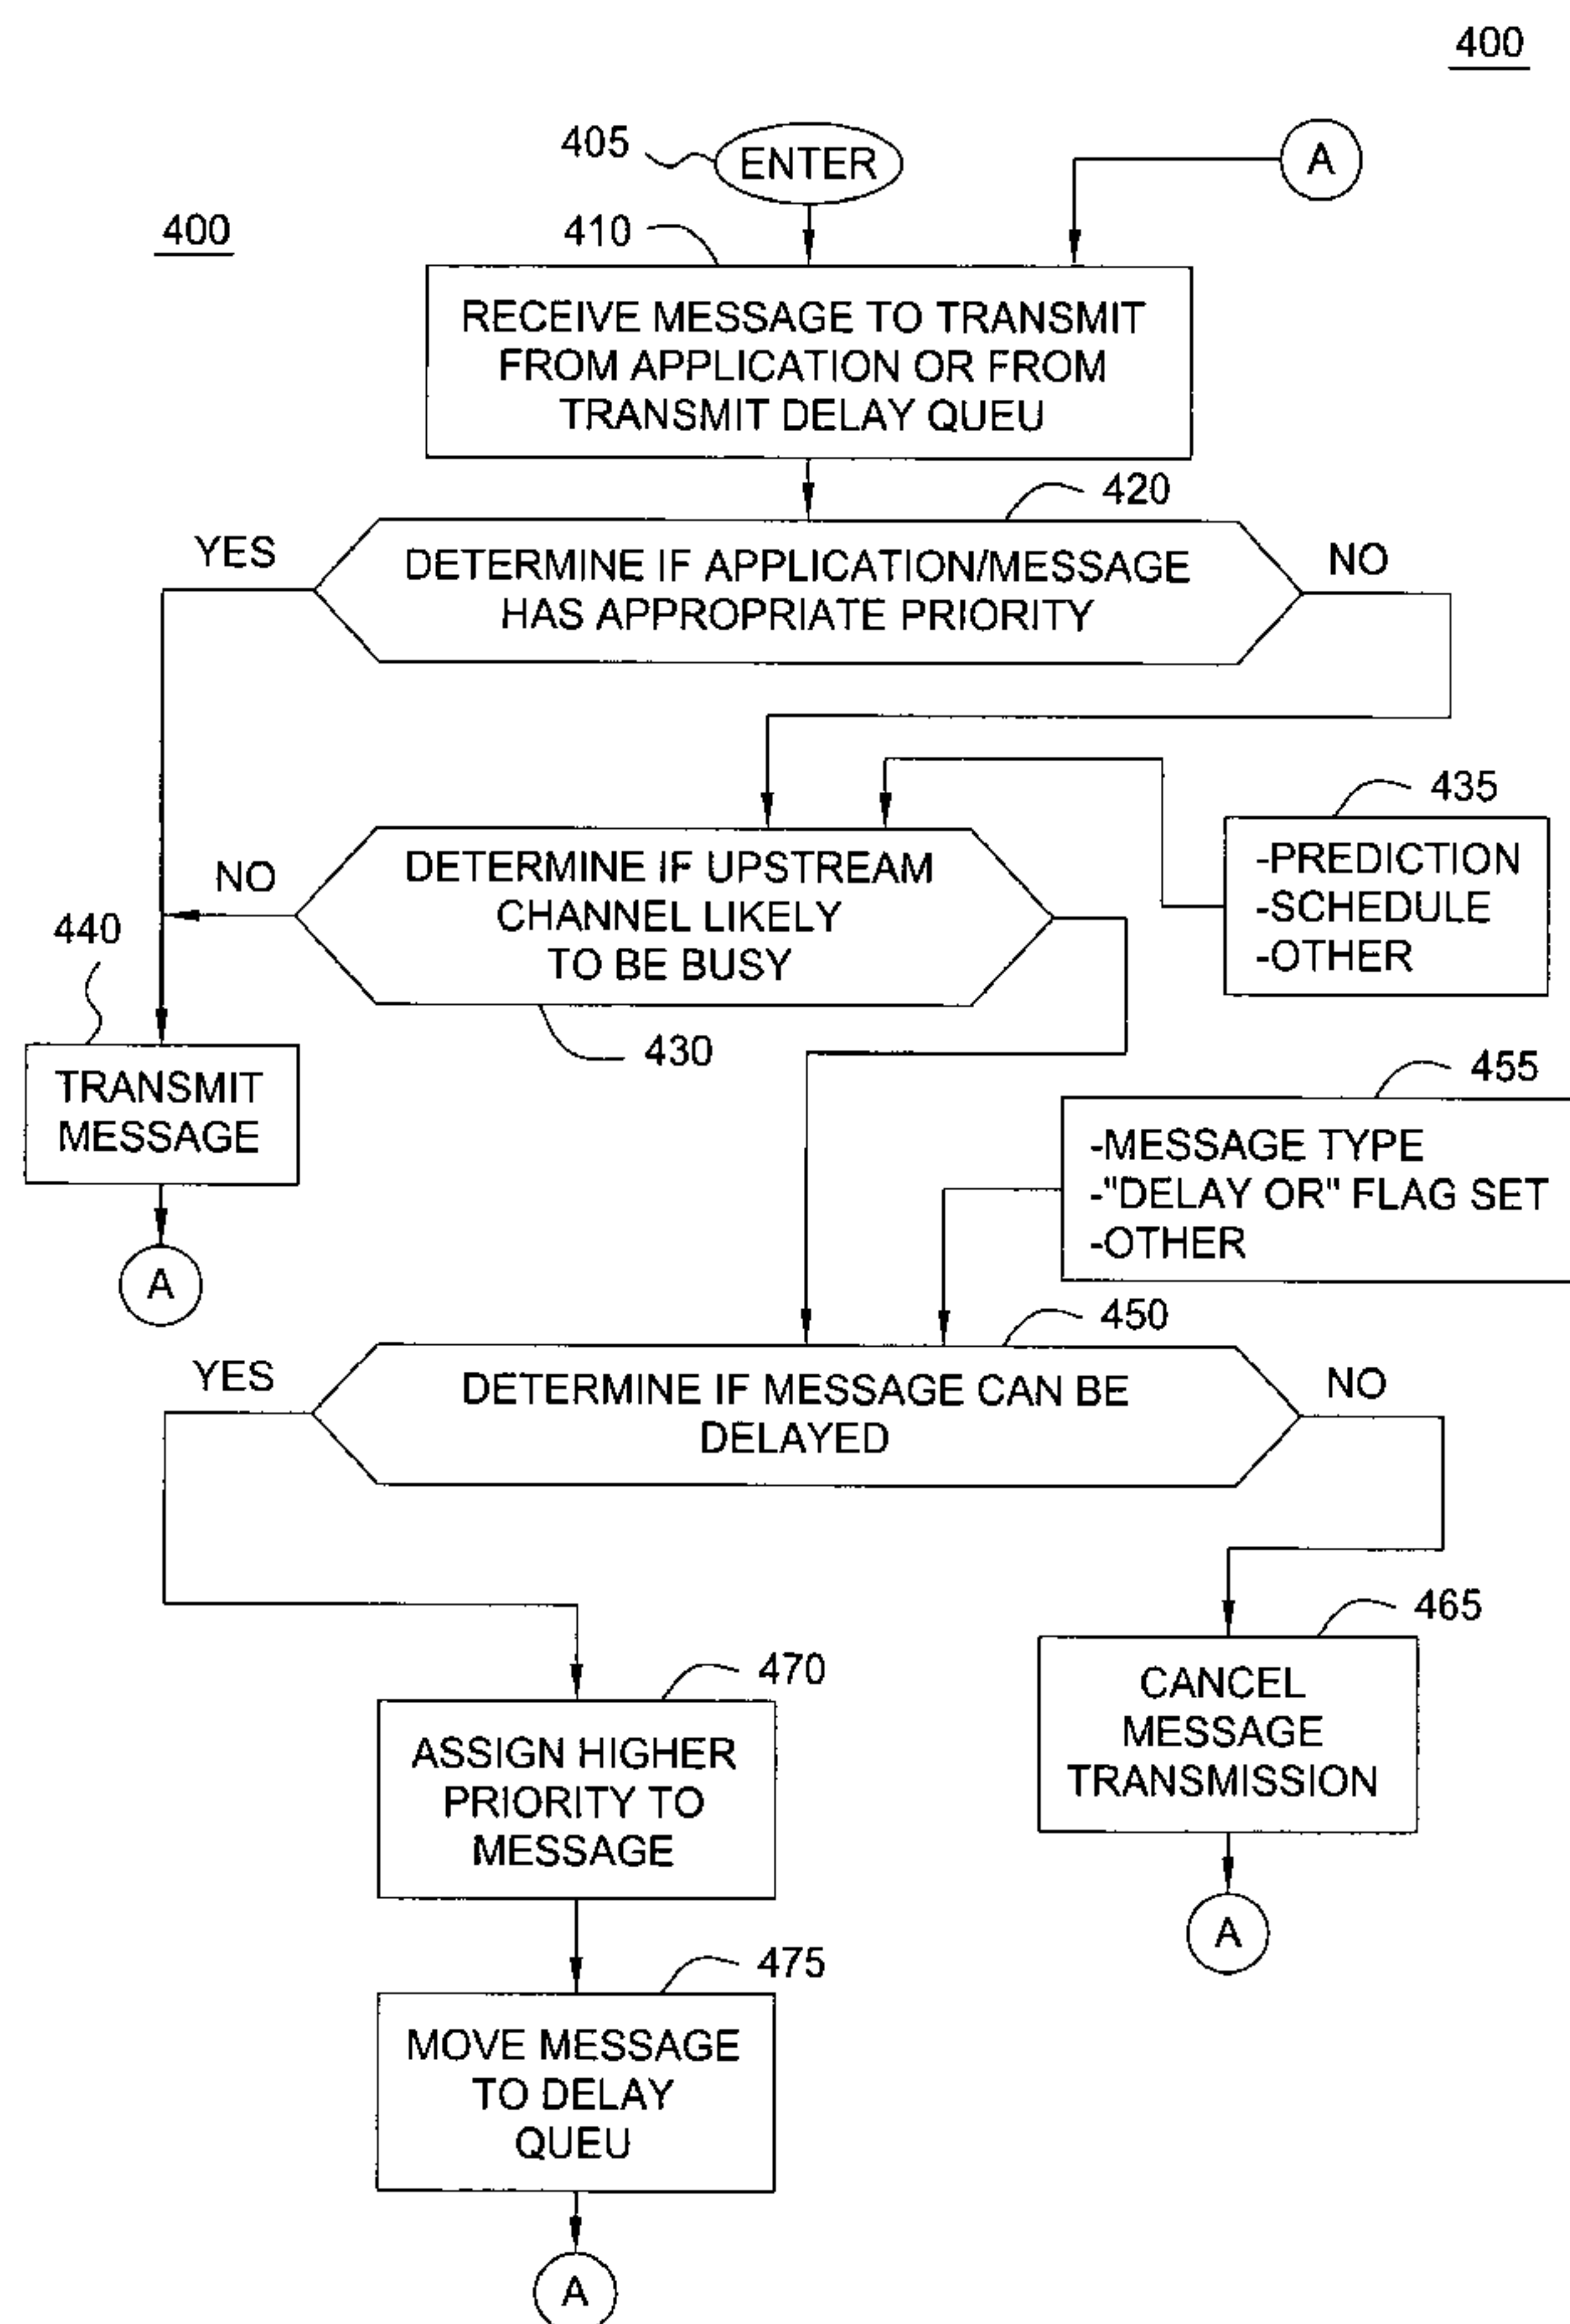 400
405
ENTER
A
400
410
RECEIVE MESSAGE TO TRANSMIT
FROM APPLICATION OR FROM
TRANSMIT DELAY QUEU
420
YES
DETERMINE IF APPLICATION/MESSAGE
HAS APPROPRIATE PRIORITY
NO
435
-PREDICTION
-SCHEDULE
-OTHER
NO
DETERMINE IF UPSTREAM
CHANNEL LIKELY
TO BE BUSY
430
440
TRANSMIT
MESSAGE
A
455
-MESSAGE TYPE
-"DELAY OR" FLAG SET
-OTHER
450
YES
DETERMINE IF MESSAGE CAN BE
DELAYED
NO
465
CANCEL
MESSAGE
TRANSMISSION
A
470
ASSIGN HIGHER
PRIORITY TO
MESSAGE
475
MOVE MESSAGE
TO DELAY
QUEU
A